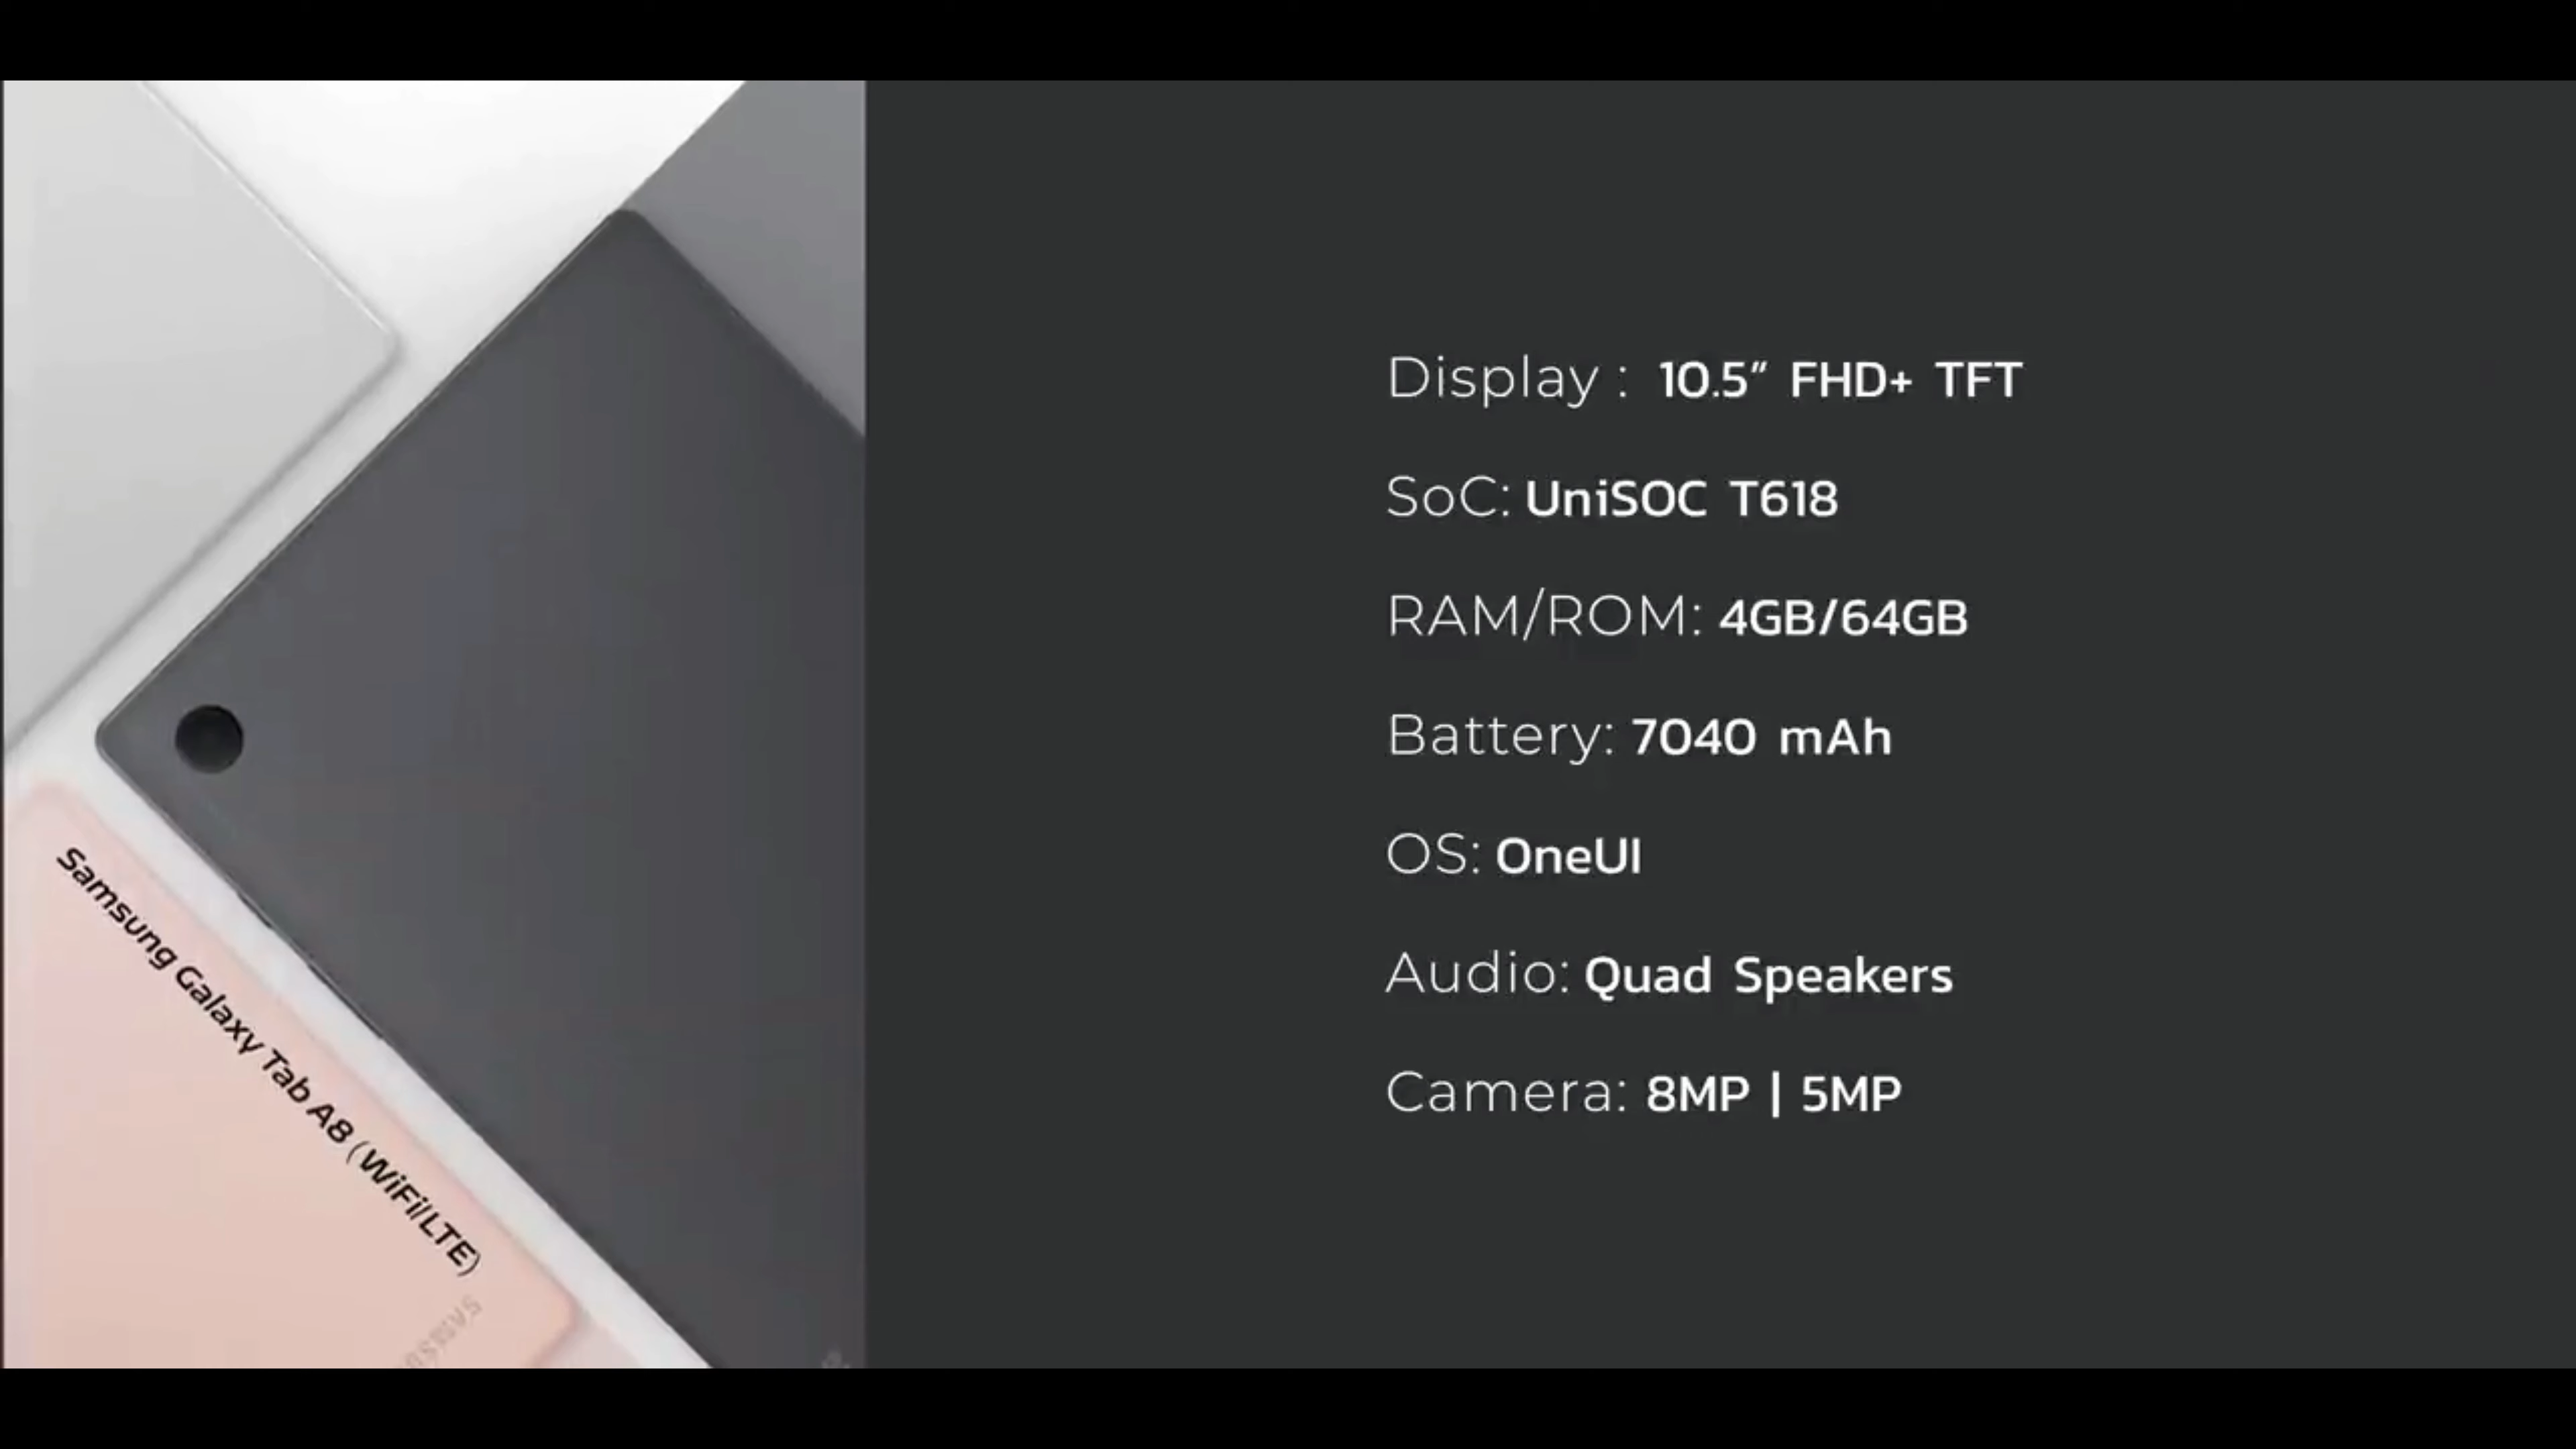 Samsung Galaxy Tab A8 (WiFi/LTE)
SAMSUNG
Display : 10.5" FHD+ TFT
SoC: UniSOC T618
RAM/ROM: 4GB/64GB
Battery: 7040 mAh
OS: OneUI
Audio: Quad Speakers
Camera: 8MP | 5MP